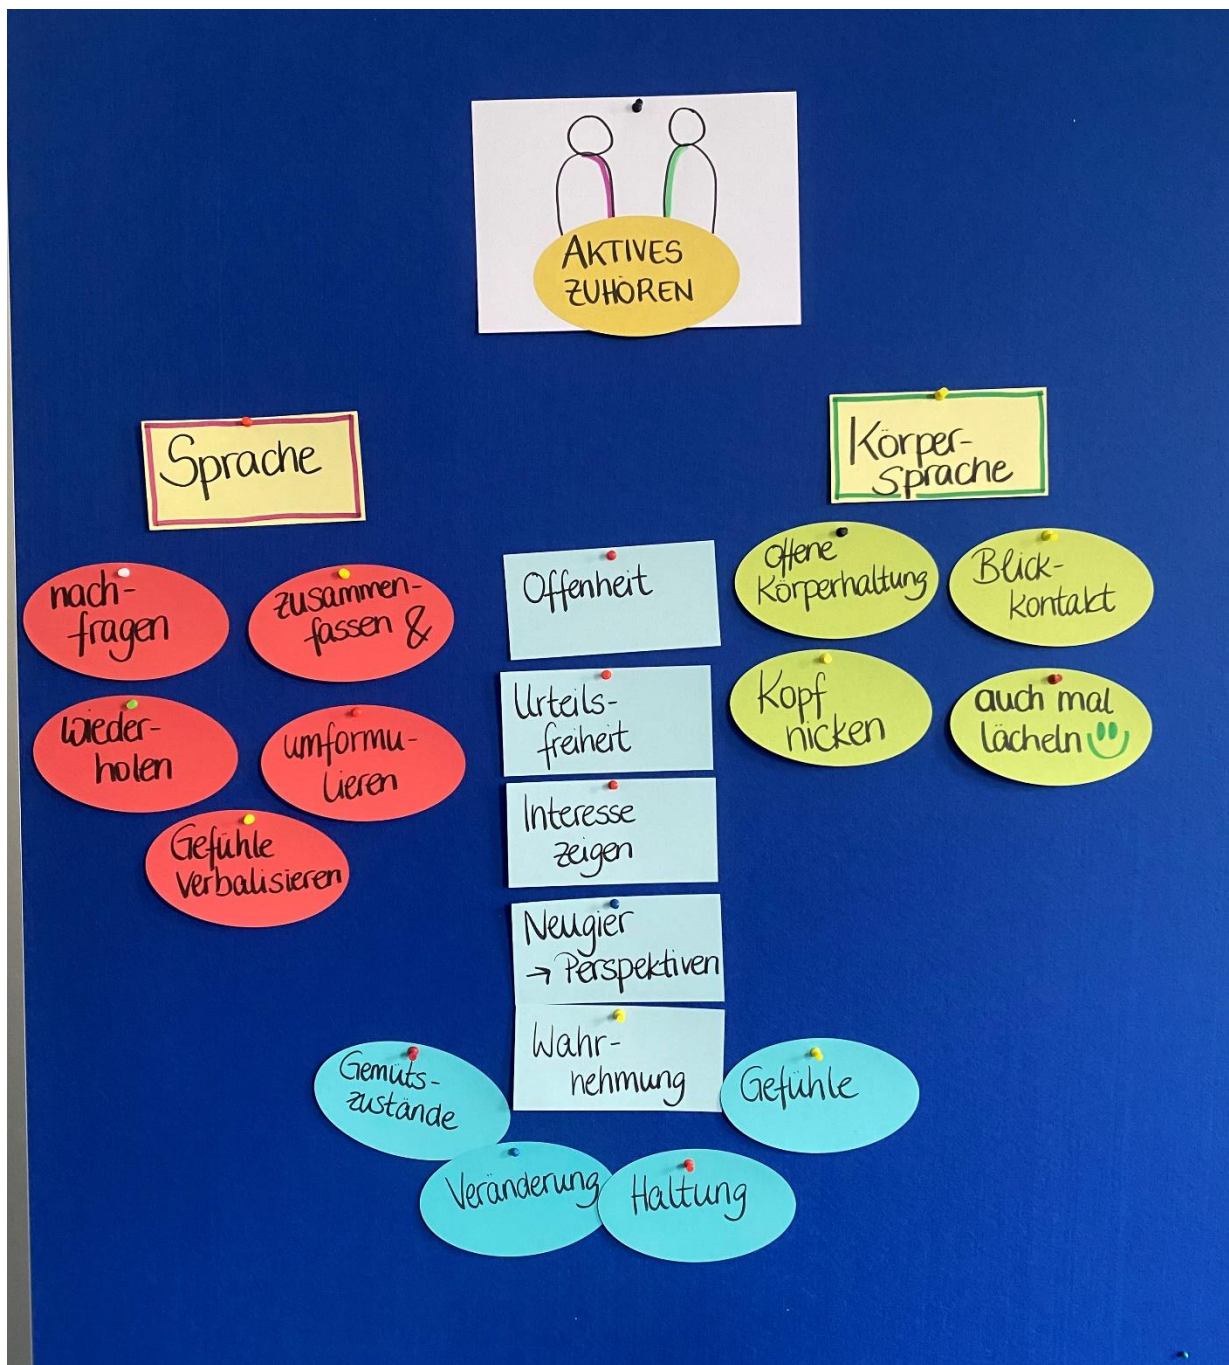 AKTIVES
ZUHÖREN
Sprache
nach-
fragen
zusammen-
fassen &
wieder-
holen
umformu-
lieren
Gefühle
verbalisieren
Offenheit
Urteils-
freiheit
Interesse
zeigen
Neugier
→ Perspektiven
Wahr-
nehmung
Gemüts-
zustände
Veränderung
Haltung
Gefühle
Körper-
sprache
offene
Körperhaltung
Blick-
kontakt
Kopf
nicken
auch mal
lächeln